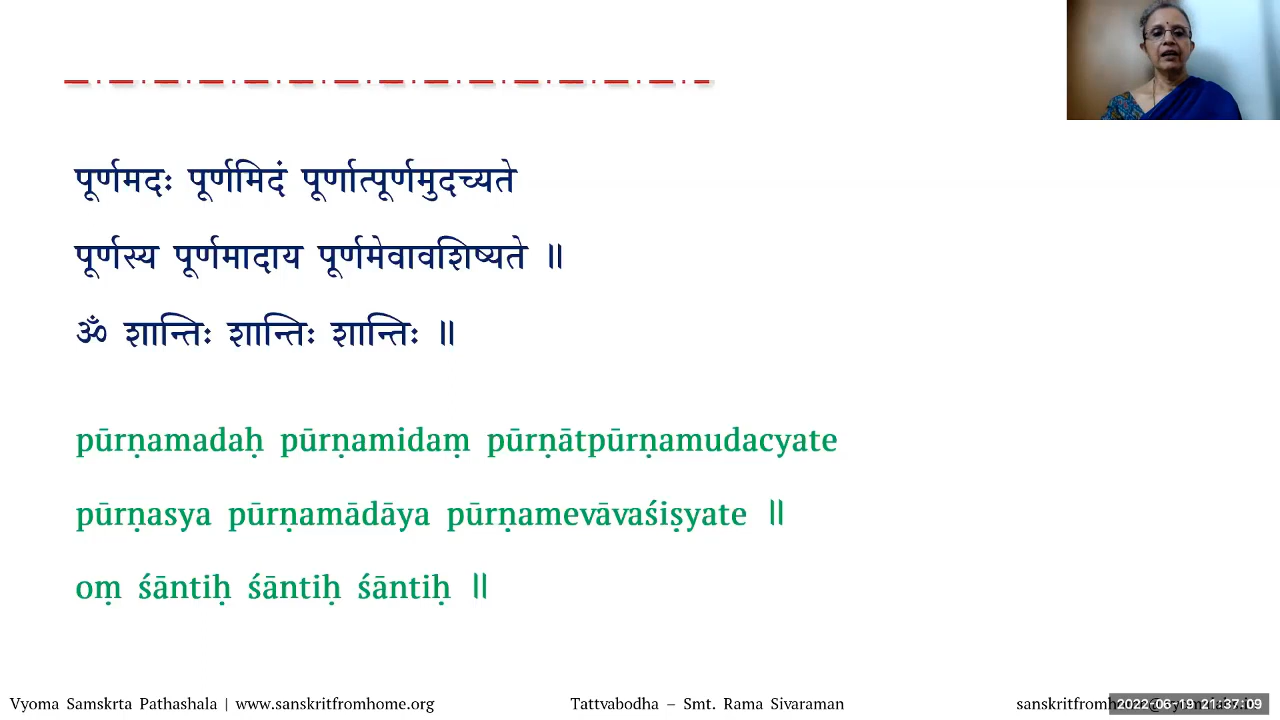 पूर्णमदः पूर्णमिदं पूर्णात्पूर्णमुदच्यते
पूर्णस्य पूर्णमादाय पूर्णमेवावशिष्यते ॥
ॐ शान्तिः शान्तिः शान्तिः ॥
pūrṇamadaḥ pūrṇamidaṃ pūrṇātpūrṇamudacyate
pūrṇasya pūrṇamādāya pūrṇamevāvaśiṣyate ॥
oṃ śāntiḥ śāntiḥ śāntiḥ ॥
Vyoma Samskrta Pathashala | www.sanskritfromhome.org
Tattvabodha – Smt. Rama Sivaraman
2022-06-19 21:37:09